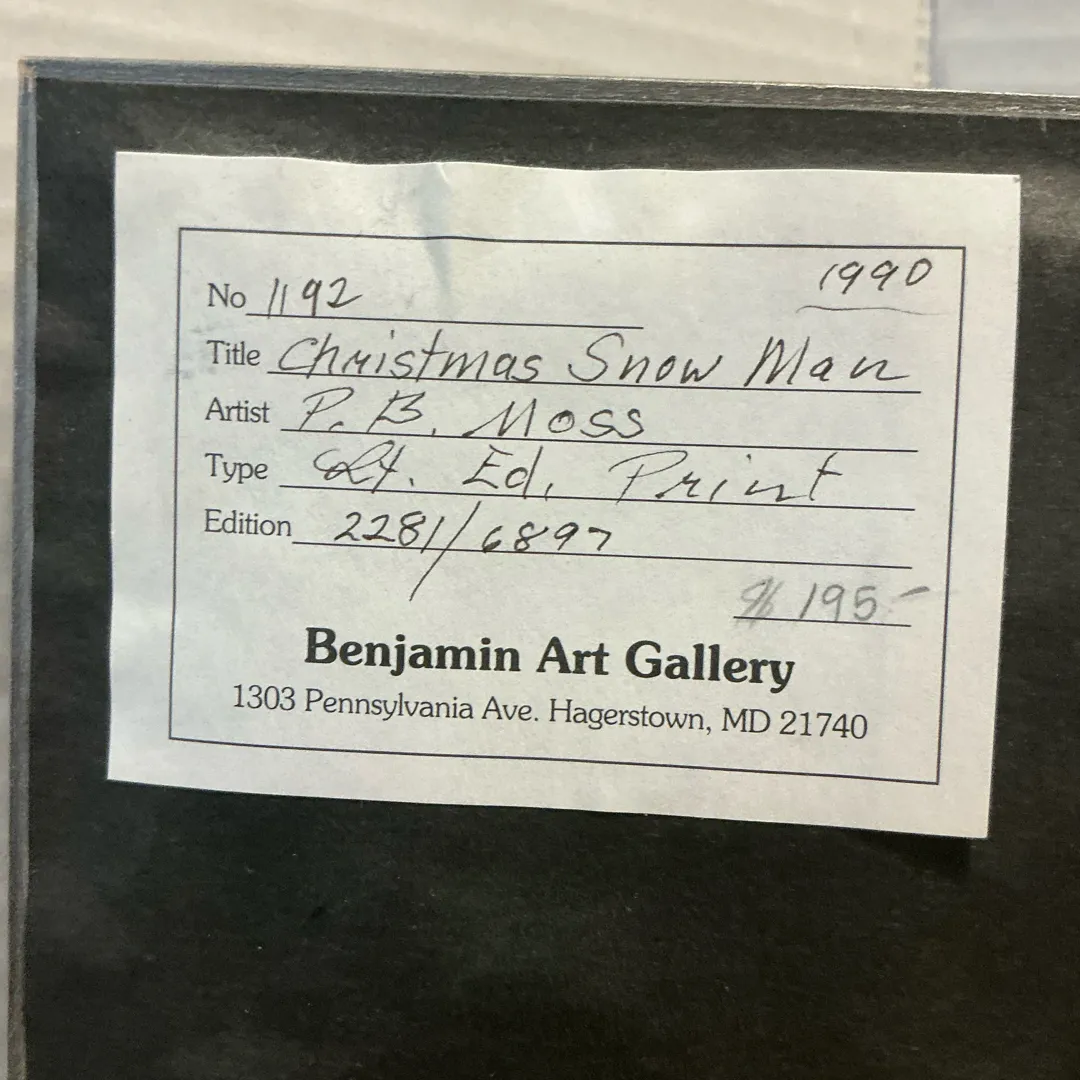 1990
No 1192
Title Christmas Snow Man
Artist P. B. Moss
Type Lt. Ed. Print
Edition 2281/6897
$195-
Benjamin Art Gallery
1303 Pennsylvania Ave. Hagerstown, MD 21740